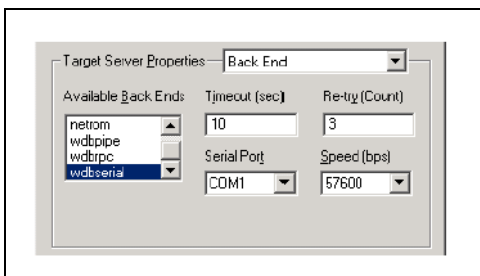 Target Server Properties
Back End
Available Back Ends
Timeout (sec)
Re-try (Count)
netrom
wdbpipe
wdbrpc
wdbserial
10
3
Serial Port
Speed (bps)
COM1
57600